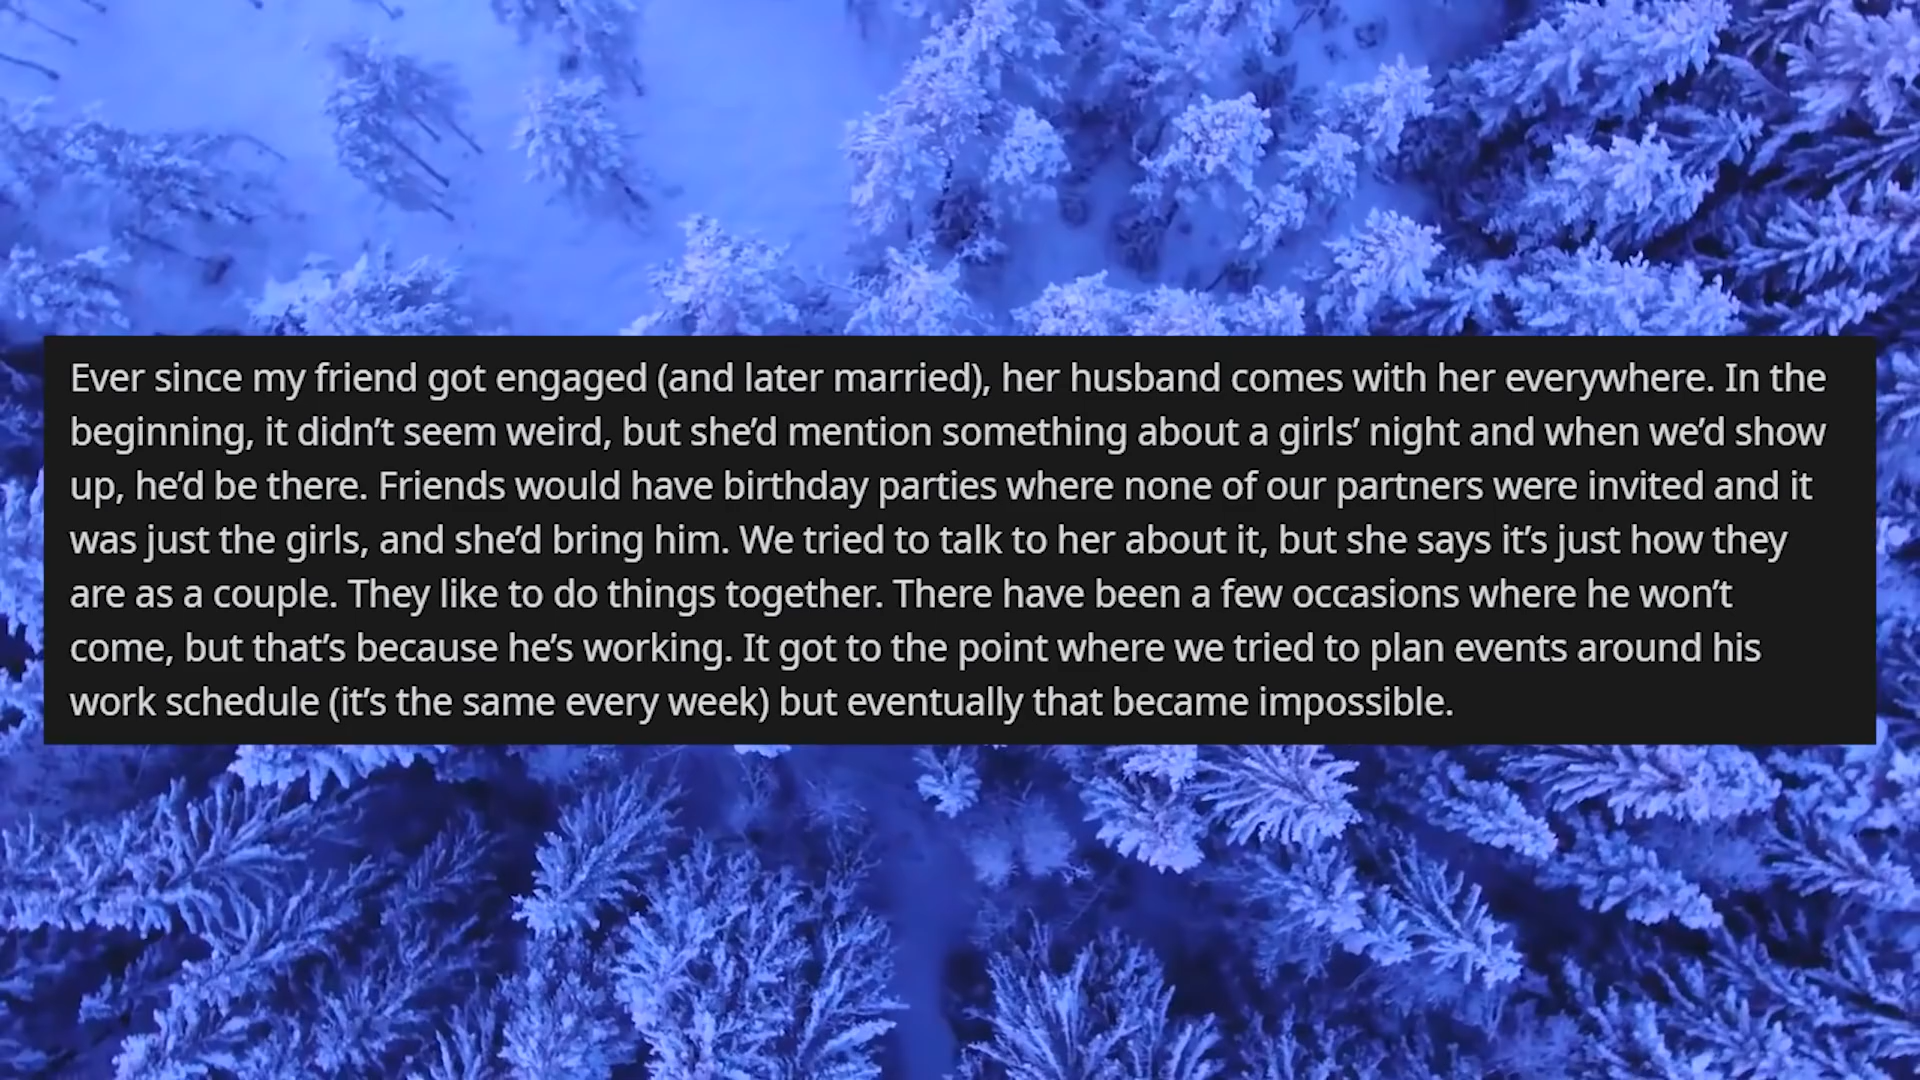 Ever since my friend got engaged (and later married), her husband comes with her everywhere. In the
beginning, it didn’t seem weird, but she’d mention something about a girls’ night and when we’d show
up, he’d be there. Friends would have birthday parties where none of our partners were invited and it
was just the girls, and she’d bring him. We tried to talk to her about it, but she says it’s just how they
are as a couple. They like to do things together. There have been a few occasions where he won’t
come, but that’s because he’s working. It got to the point where we tried to plan events around his
work schedule (it’s the same every week) but eventually that became impossible.